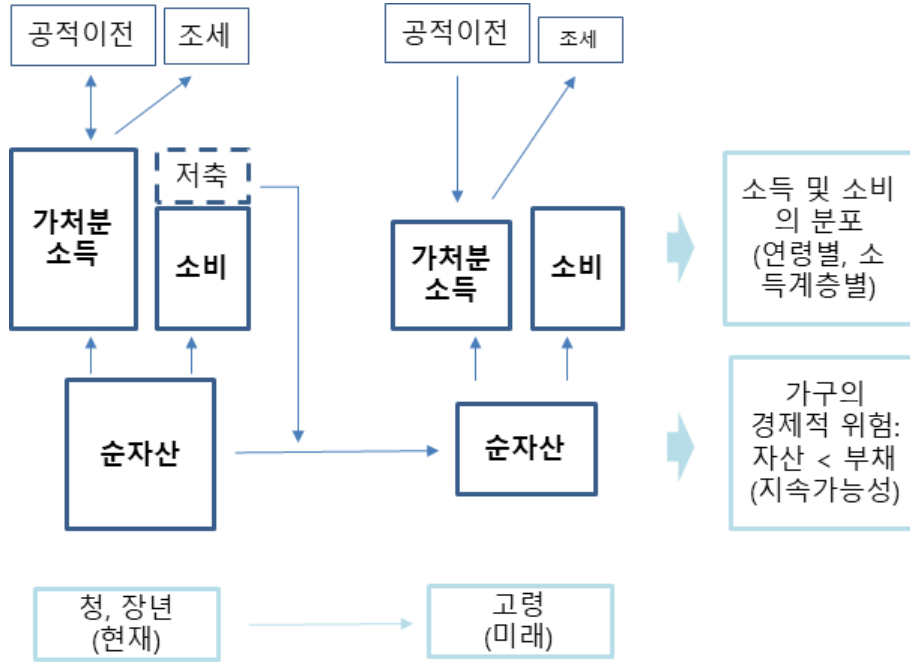 공적이전
조세
공적이전
조세
저축
가처분
소득
소비
가처분
소득
소비
소득 및 소비
의 분포
(연령별, 소
득계층별)
순자산
순자산
가구의
경제적 위험:
자산 < 부채
(지속가능성)
청, 장년
(현재)
고령
(미래)